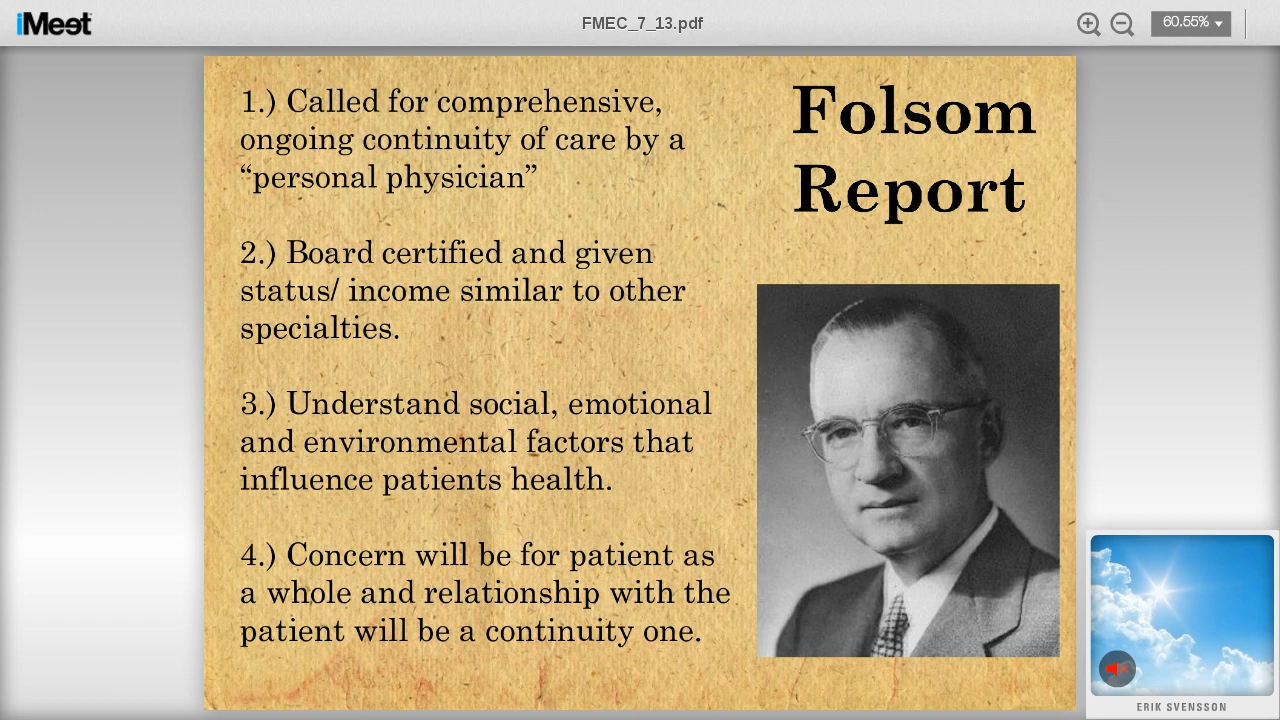 iMeet
FMEC_7_13.pdf
60.55%
1.) Called for comprehensive,
ongoing continuity of care by a
“personal physician”
2.) Board certified and given
status/ income similar to other
specialties.
3.) Understand social, emotional
and environmental factors that
influence patients health.
4.) Concern will be for patient as
a whole and relationship with the
patient will be a continuity one.
Folsom
Report
ERIK SVENSSON